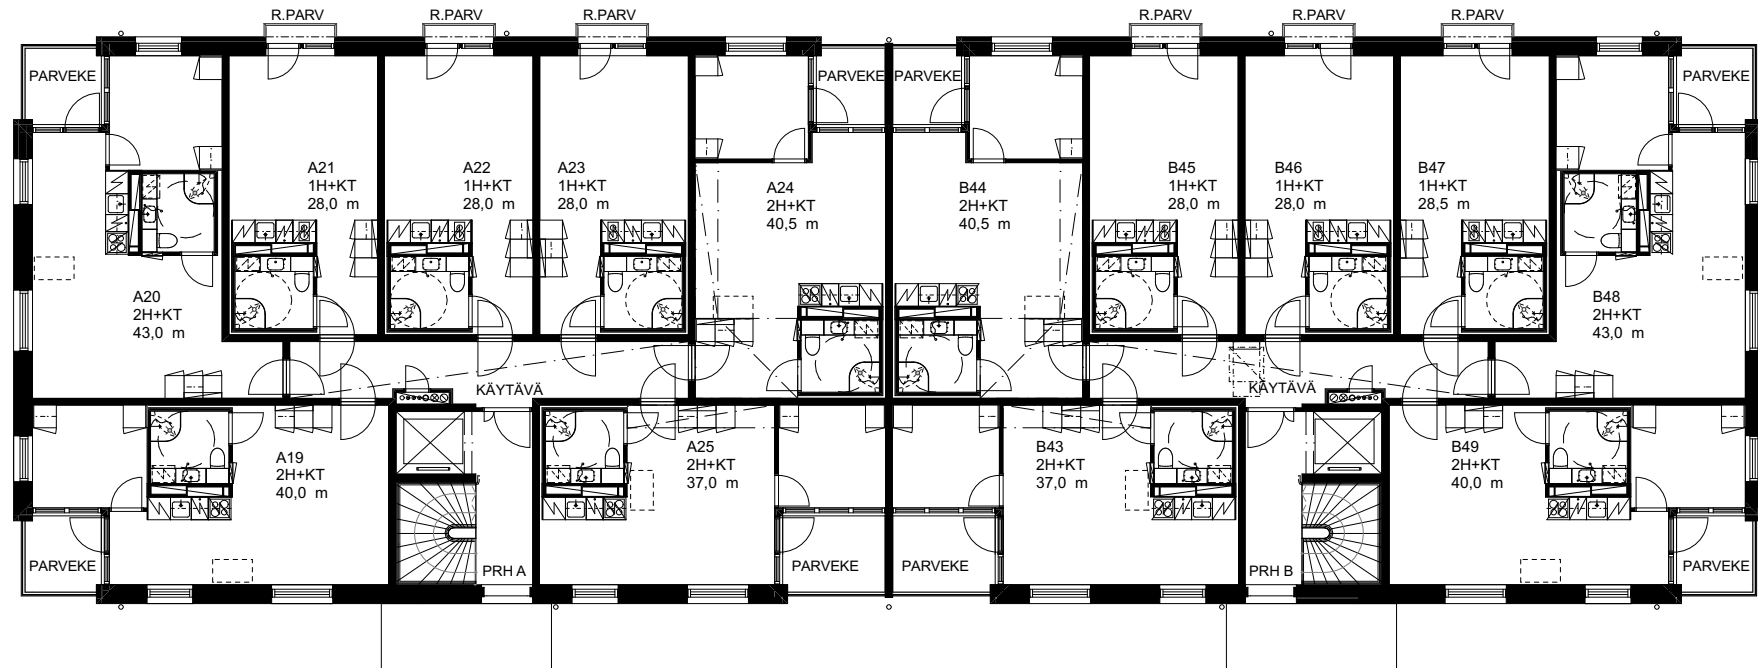 R.PARV
R.PARV
R.PARV
R.PARV
R.PARV
R.PARV
PARVEKE
PARVEKE
PARVEKE
PARVEKE
A21
1H+KT
28,0 m
A22
1H+KT
28,0 m
A23
1H+KT
28,0 m
A24
2H+KT
40,5 m
B44
2H+KT
40,5 m
B45
1H+KT
28,0 m
B46
1H+KT
28,0 m
B47
1H+KT
28,5 m
A20
2H+KT
43,0 m
B48
2H+KT
43,0 m
KÄYTÄVÄ
KÄYTÄVÄ
A19
2H+KT
40,0 m
A25
2H+KT
37,0 m
B43
2H+KT
37,0 m
B49
2H+KT
40,0 m
PARVEKE
PRH A
PARVEKE
PARVEKE
PRH B
PARVEKE